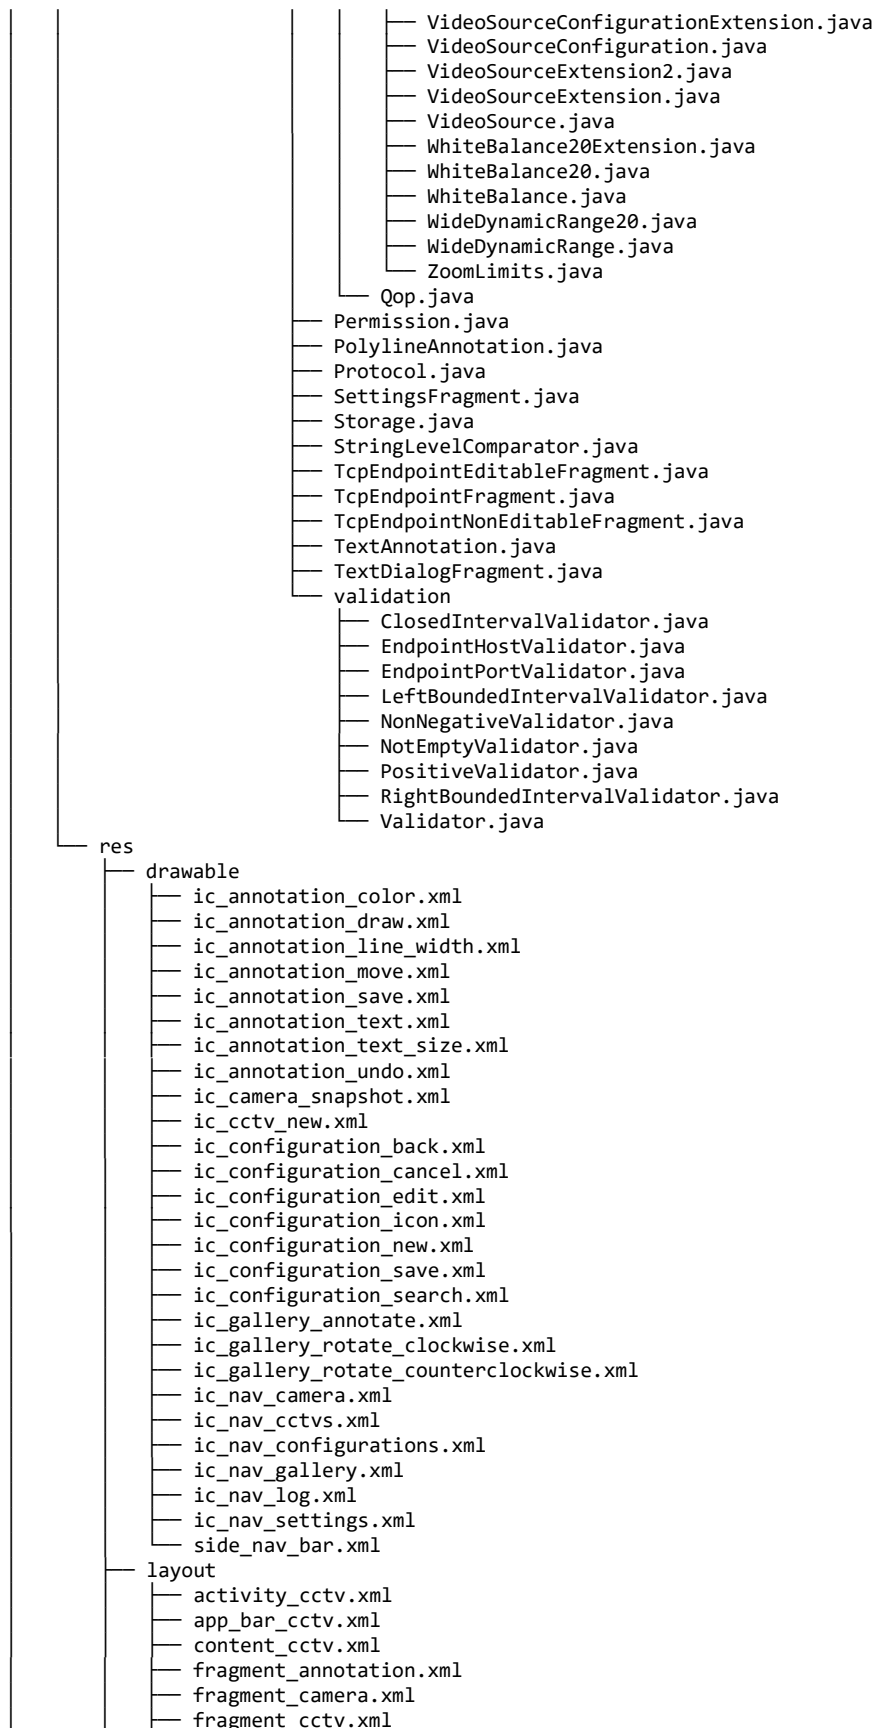 │   │                   │   │   ├── VideoSourceConfigurationExtension.java
│   │                   │   │   ├── VideoSourceConfiguration.java
│   │                   │   │   ├── VideoSourceExtension2.java
│   │                   │   │   ├── VideoSourceExtension.java
│   │                   │   │   ├── VideoSource.java
│   │                   │   │   ├── WhiteBalance20Extension.java
│   │                   │   │   ├── WhiteBalance20.java
│   │                   │   │   ├── WhiteBalance.java
│   │                   │   │   ├── WideDynamicRange20.java
│   │                   │   │   ├── WideDynamicRange.java
│   │                   │   │   └── ZoomLimits.java
│   │                   │   └── Qop.java
│   │                   ├── Permission.java
│   │                   ├── PolylineAnnotation.java
│   │                   ├── Protocol.java
│   │                   ├── SettingsFragment.java
│   │                   ├── Storage.java
│   │                   ├── StringLevelComparator.java
│   │                   ├── TcpEndpointEditableFragment.java
│   │                   ├── TcpEndpointFragment.java
│   │                   ├── TcpEndpointNonEditableFragment.java
│   │                   ├── TextAnnotation.java
│   │                   ├── TextDialogFragment.java
│   │                   └── validation
│   │                       ├── ClosedIntervalValidator.java
│   │                       ├── EndpointHostValidator.java
│   │                       ├── EndpointPortValidator.java
│   │                       ├── LeftBoundedIntervalValidator.java
│   │                       ├── NonNegativeValidator.java
│   │                       ├── NotEmptyValidator.java
│   │                       ├── PositiveValidator.java
│   │                       ├── RightBoundedIntervalValidator.java
│   │                       └── Validator.java
│   └── res
│       ├── drawable
│       │   ├── ic_annotation_color.xml
│       │   ├── ic_annotation_draw.xml
│       │   ├── ic_annotation_line_width.xml
│       │   ├── ic_annotation_move.xml
│       │   ├── ic_annotation_save.xml
│       │   ├── ic_annotation_text.xml
│       │   ├── ic_annotation_text_size.xml
│       │   ├── ic_annotation_undo.xml
│       │   ├── ic_camera_snapshot.xml
│       │   ├── ic_cctv_new.xml
│       │   ├── ic_configuration_back.xml
│       │   ├── ic_configuration_cancel.xml
│       │   ├── ic_configuration_edit.xml
│       │   ├── ic_configuration_icon.xml
│       │   ├── ic_configuration_new.xml
│       │   ├── ic_configuration_save.xml
│       │   ├── ic_configuration_search.xml
│       │   ├── ic_gallery_annotate.xml
│       │   ├── ic_gallery_rotate_clockwise.xml
│       │   ├── ic_gallery_rotate_counterclockwise.xml
│       │   ├── ic_nav_camera.xml
│       │   ├── ic_nav_cctvs.xml
│       │   ├── ic_nav_configurations.xml
│       │   ├── ic_nav_gallery.xml
│       │   ├── ic_nav_log.xml
│       │   ├── ic_nav_settings.xml
│       │   └── side_nav_bar.xml
│       ├── layout
│       │   ├── activity_cctv.xml
│       │   ├── app_bar_cctv.xml
│       │   ├── content_cctv.xml
│       │   ├── fragment_annotation.xml
│       │   ├── fragment_camera.xml
│       │   ├── fragment_cctv.xml